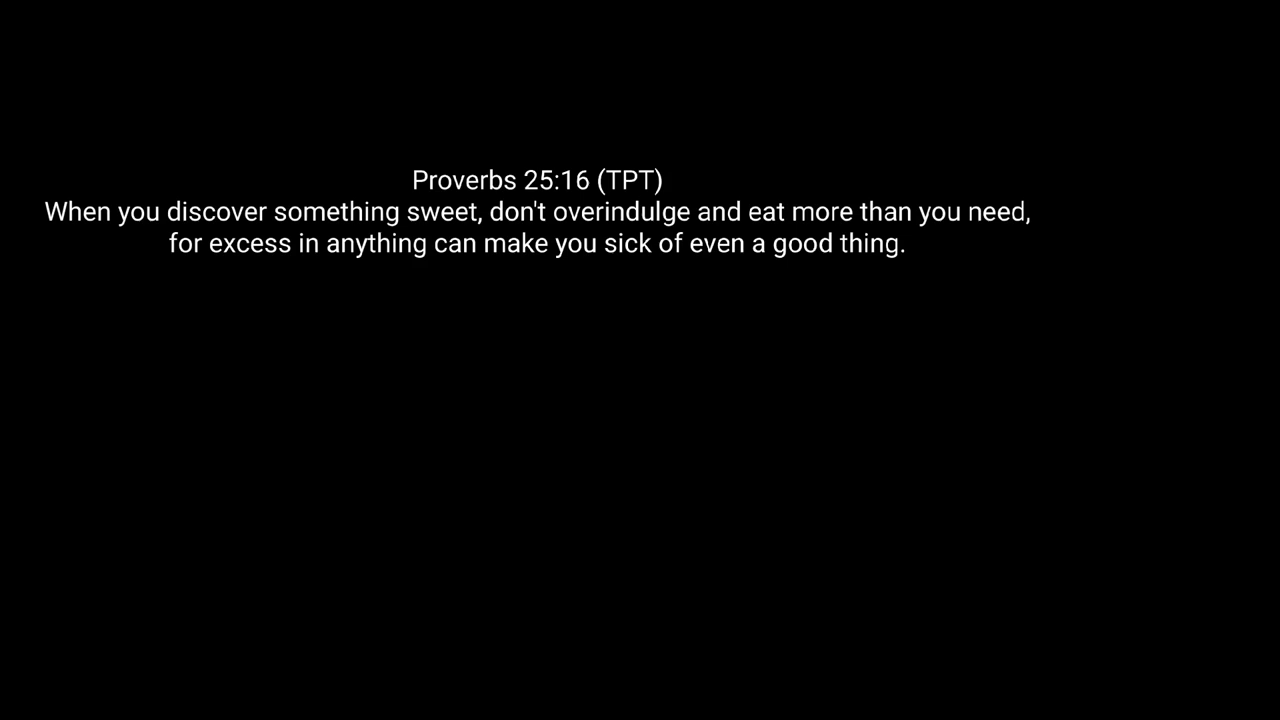 Proverbs 25:16 (TPT)
When you discover something sweet, don't overindulge and eat more than you need,
for excess in anything can make you sick of even a good thing.